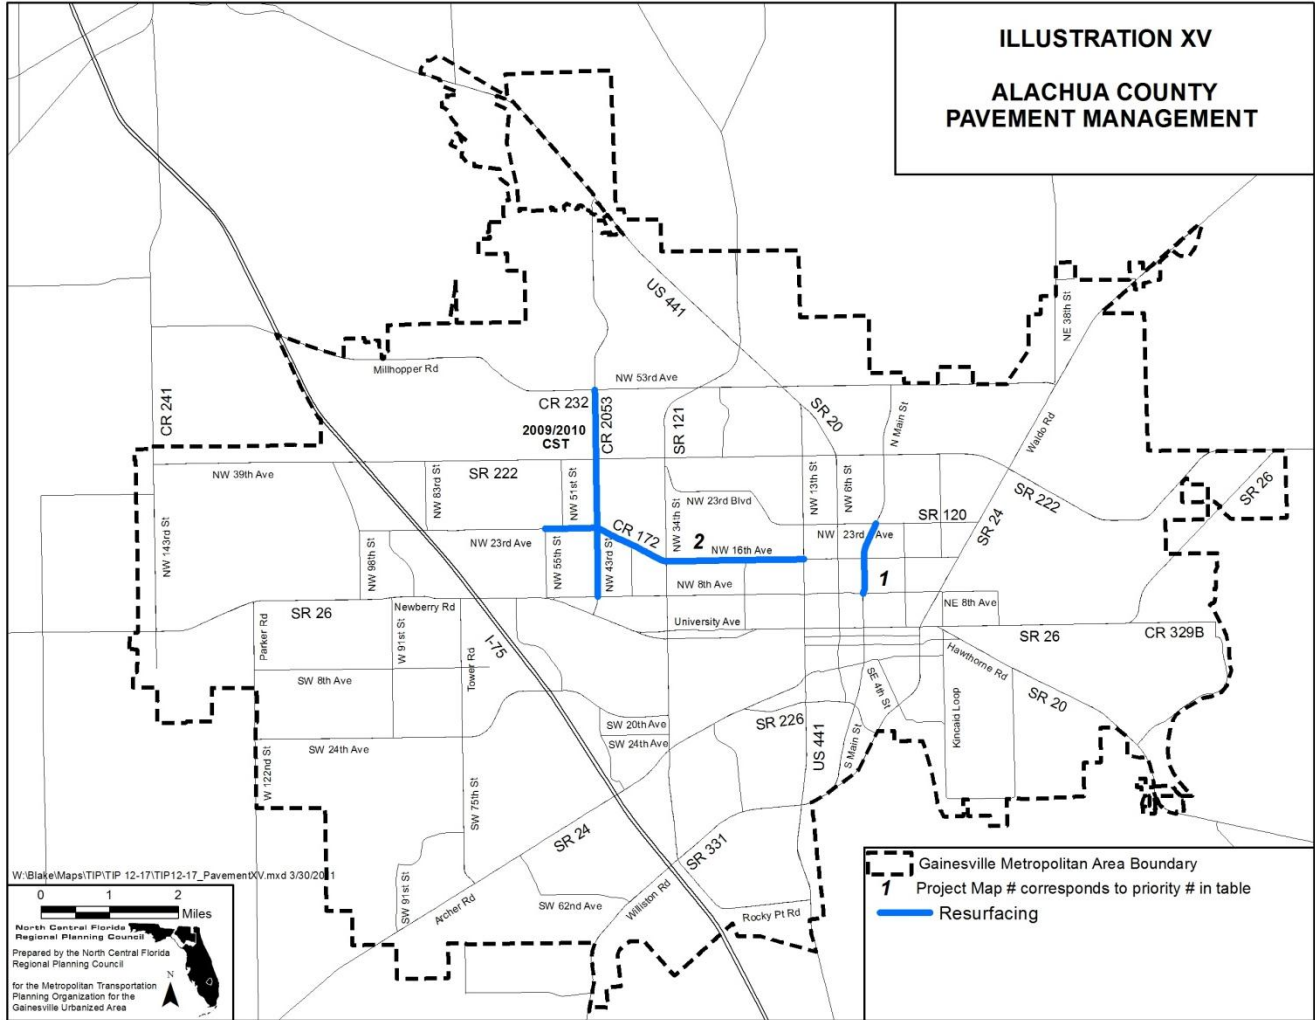 ILLUSTRATION XV
ALACHUA COUNTY
PAVEMENT MANAGEMENT
US 441
NE 38th St
Millhopper Rd
NW 53rd Ave
CR 241
CR 232
CR 2053
2009/2010
CST
SR 121
SR 20
N Main St
Waldo Rd
NW 39th Ave
SR 222
NW 83rd St
NW 51st St
NW 34th St
NW 23rd Blvd
NW 13th St
NW 6th St
SR 120
SR 222
SR 26
SR 24
NW 143rd St
NW 98th St
NW 23rd Ave
NW 55th St
NW 43rd St
CR 172
2
NW 16th Ave
NW 23rd Ave
1
NW 8th Ave
NE 8th Ave
SR 26
Newberry Rd
University Ave
SR 26
CR 329B
Parker Rd
W 91st St
Tower Rd
I-75
SW 8th Ave
Hawthorne Rd
SE 4th St
SR 20
Kincaid Loop
SW 20th Ave
SW 24th Ave
SR 226
US 441
S Main St
SW 24th Ave
W 122nd St
SW 75th St
SR 24
SR 331
SW 91st St
Archer Rd
SW 62nd Ave
Williston Rd
Rocky Pt Rd
Gainesville Metropolitan Area Boundary
1 Project Map # corresponds to priority # in table
Resurfacing
W:\Blake\Maps\TIP\TIP 12-17\TIP12-17_PavementXV.mxd 3/30/2011
0 1 2
Miles
North Central Florida
Regional Planning Council
Prepared by the North Central Florida
Regional Planning Council
N
for the Metropolitan Transportation
Planning Organization for the
Gainesville Urbanized Area